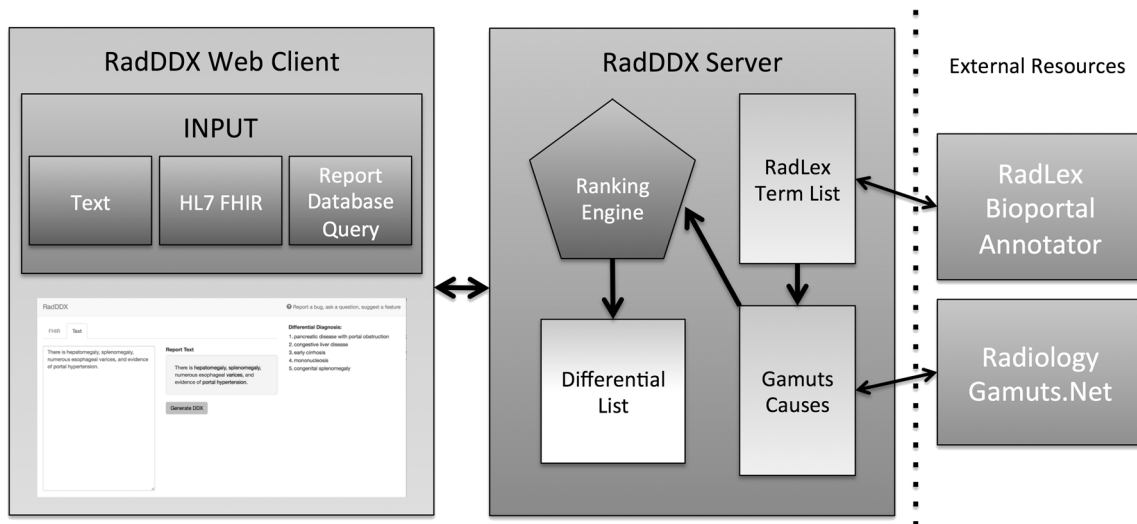 RadDDX Web Client
INPUT
Text
HL7 FHIR
Report
Database
Query
RadDDX
Report a bug, ask a question, suggest a feature
FHIR
Text
There is hepatomegaly, splenomegaly,
numerous esophageal varices, and evidence
of portal hypertension.
Report Text
There is hepatomegaly, splenomegaly,
numerous esophageal varices, and
evidence of portal hypertension.
Generate DDX
Differential Diagnosis:
1. pancreatic disease with portal obstruction
2. congestive liver disease
3. early cirrhosis
4. mononucleosis
5. congenital splenomegaly
RadDDX Server
Ranking
Engine
RadLex
Term List
Differential
List
Gamuts
Causes
External Resources
RadLex
Bioportal
Annotator
Radiology
Gamuts.Net